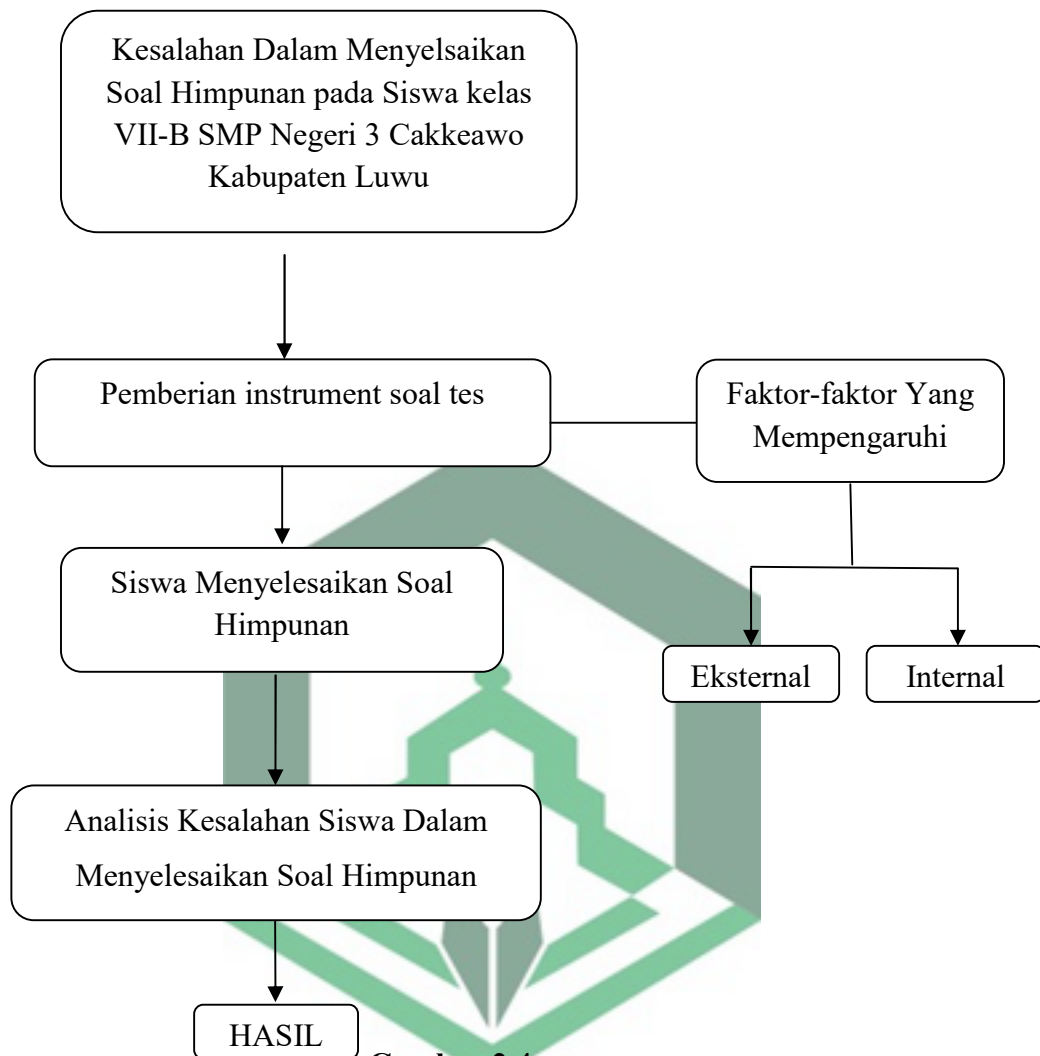 Kesalahan Dalam Menyelsaikan
Soal Himpunan pada Siswa kelas
VII-B SMP Negeri 3 Cakkeawo
Kabupaten Luwu
Pemberian instrument soal tes
Faktor-faktor Yang
Mempengaruhi
Siswa Menyelesaikan Soal
Himpunan
Eksternal
Internal
Analisis Kesalahan Siswa Dalam
Menyelesaikan Soal Himpunan
HASIL